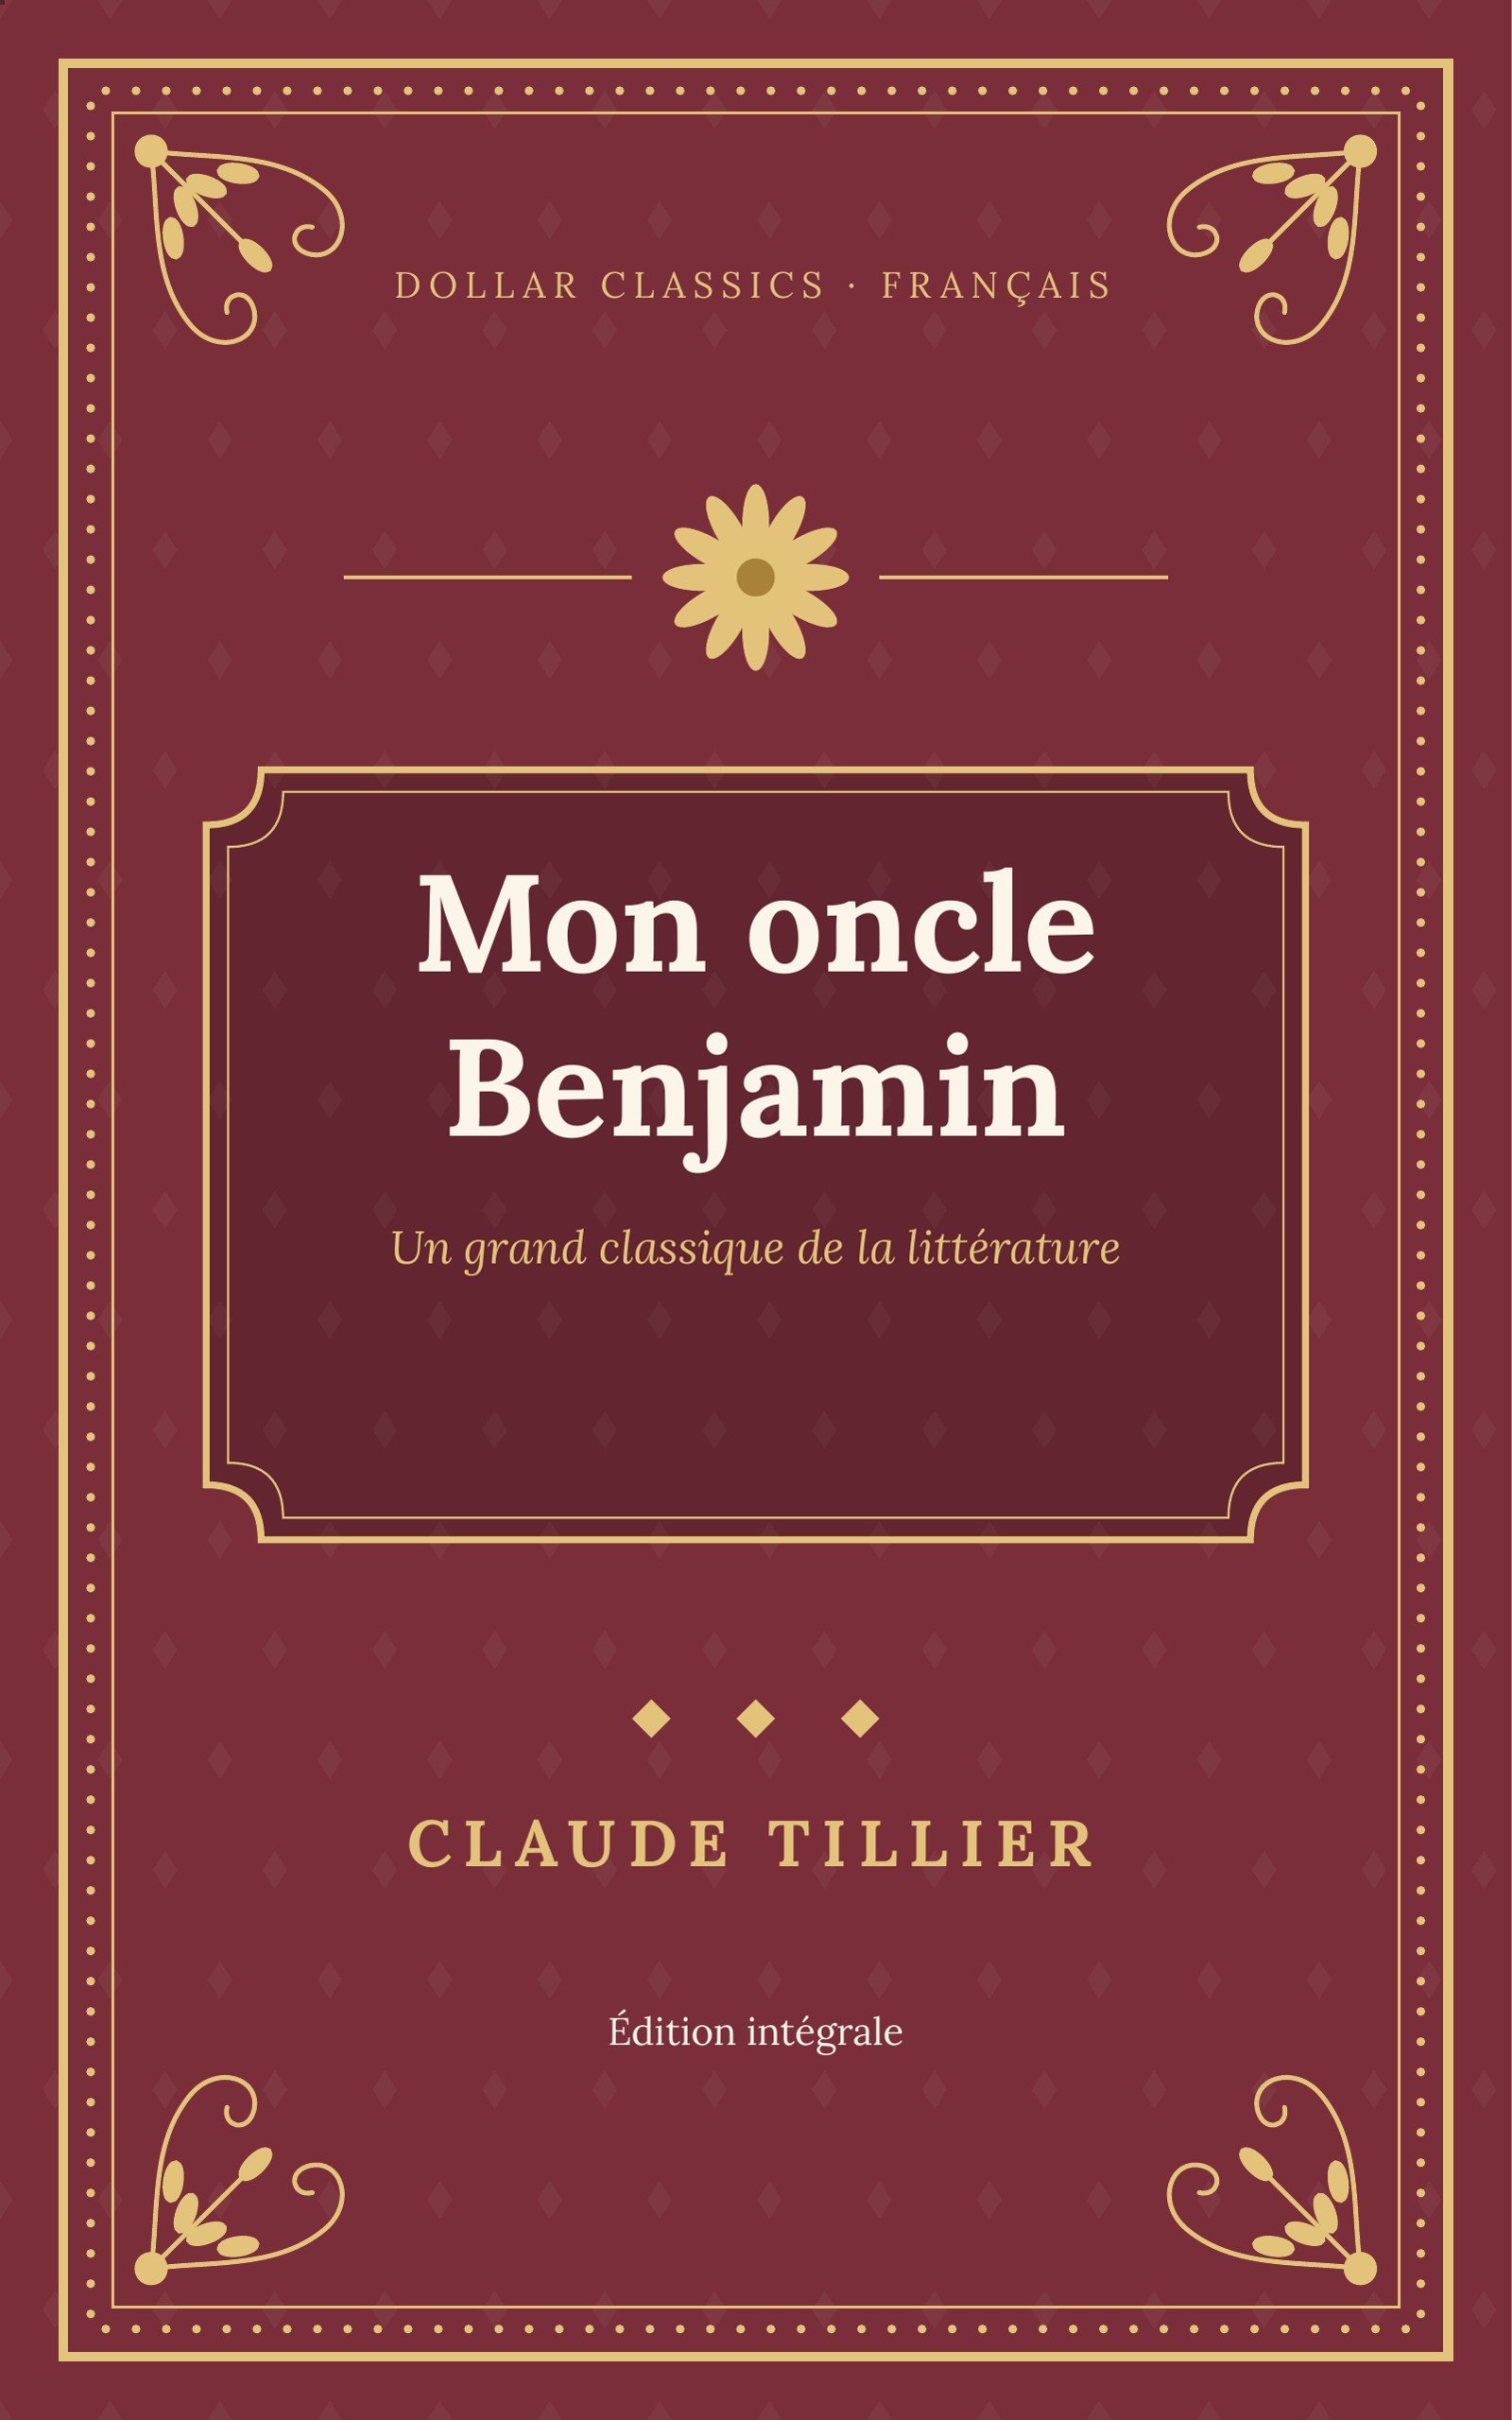 DOLLAR CLASSICS · FRANÇAIS
Mon oncle
Benjamin
Un grand classique de la littérature
CLAUDE TILLIER
Édition intégrale